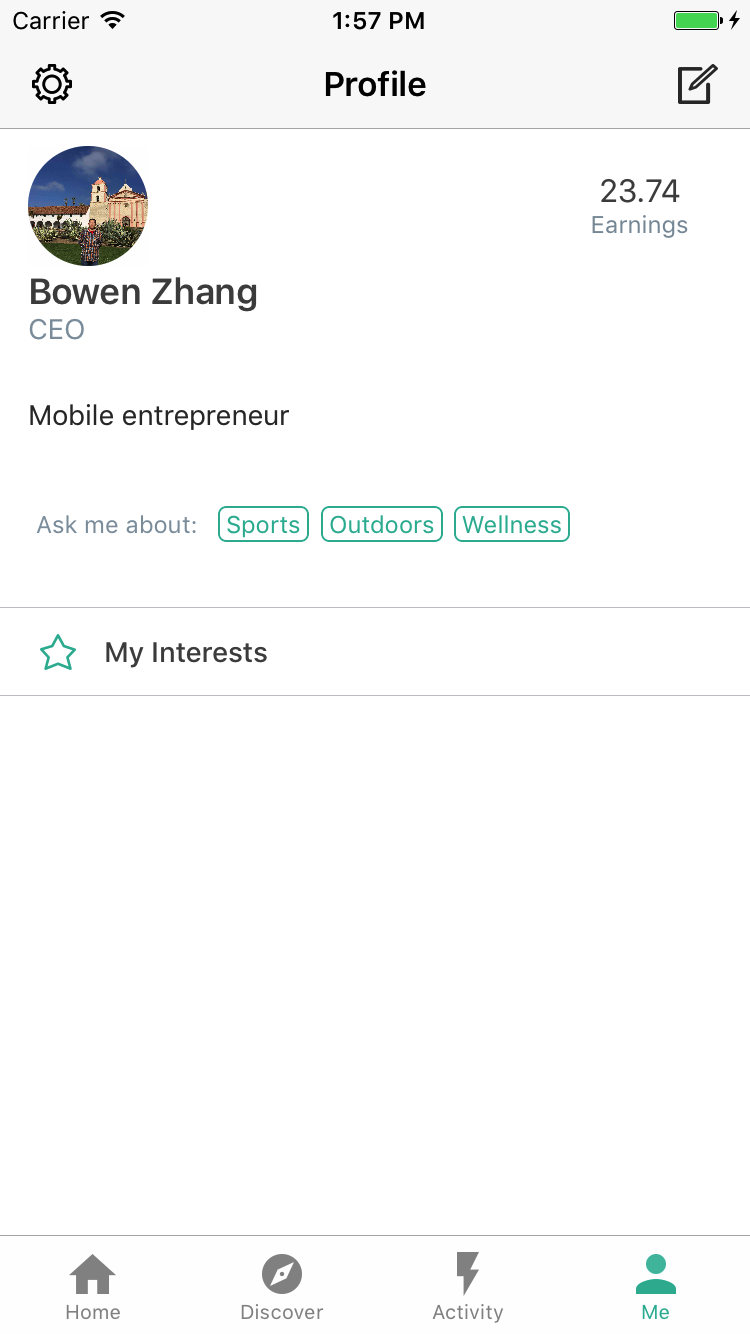 Carrier 1:57 PM
Profile
23.74
Earnings
Bowen Zhang
CEO
Mobile entrepreneur
Ask me about: Sports Outdoors Wellness
My Interests
Home Discover Activity Me